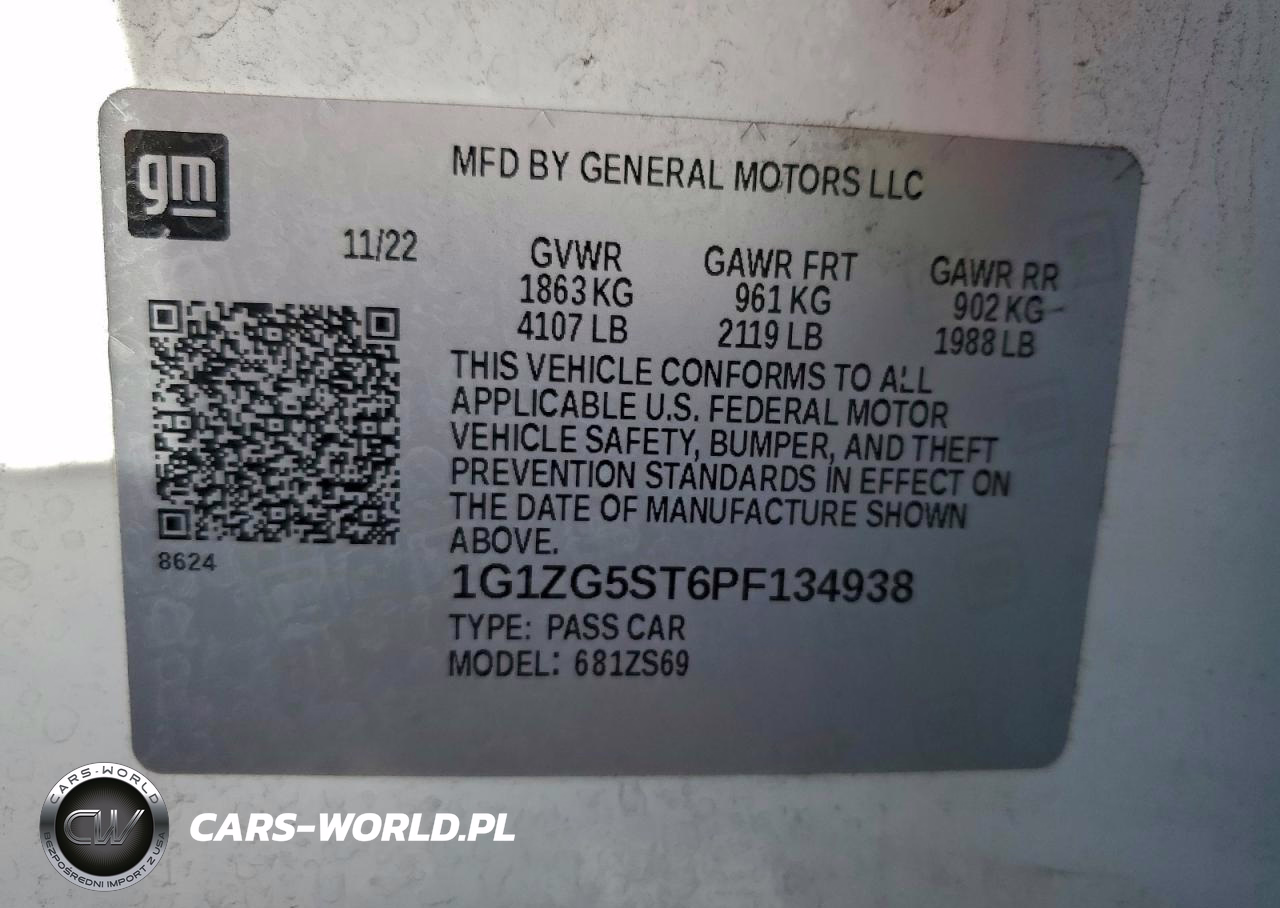 gm
MFD BY GENERAL MOTORS LLC
11/22
GVWR GAWR FRT GAWR RR
1863 KG 961 KG 902 KG
4107 LB 2119 LB 1988 LB
THIS VEHICLE CONFORMS TO ALL
APPLICABLE U.S. FEDERAL MOTOR
VEHICLE SAFETY, BUMPER, AND THEFT
PREVENTION STANDARDS IN EFFECT ON
THE DATE OF MANUFACTURE SHOWN
ABOVE.
8624
1G1ZG5ST6PF134938
TYPE: PASS CAR
MODEL: 681ZS69
CARS-WORLD
CW
BEZPOŚREDNI IMPORT Z USA
CARS-WORLD.PL